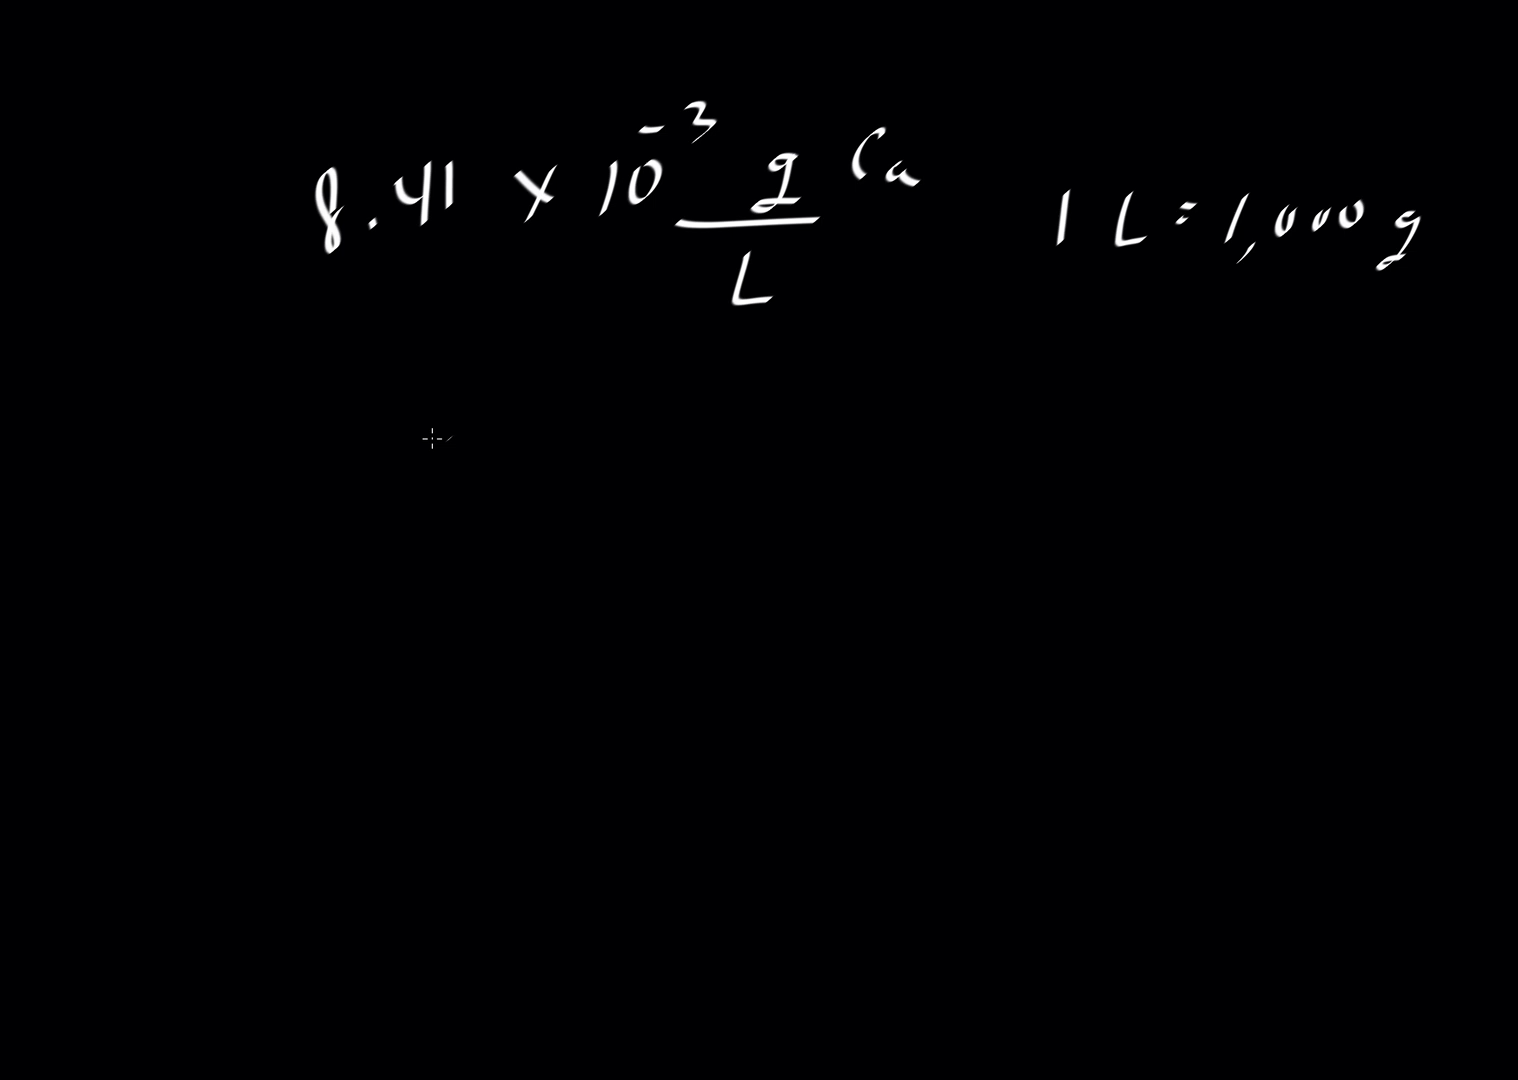 8.41 x 10⁻³ g Ca
L
1 L = 1,000 g